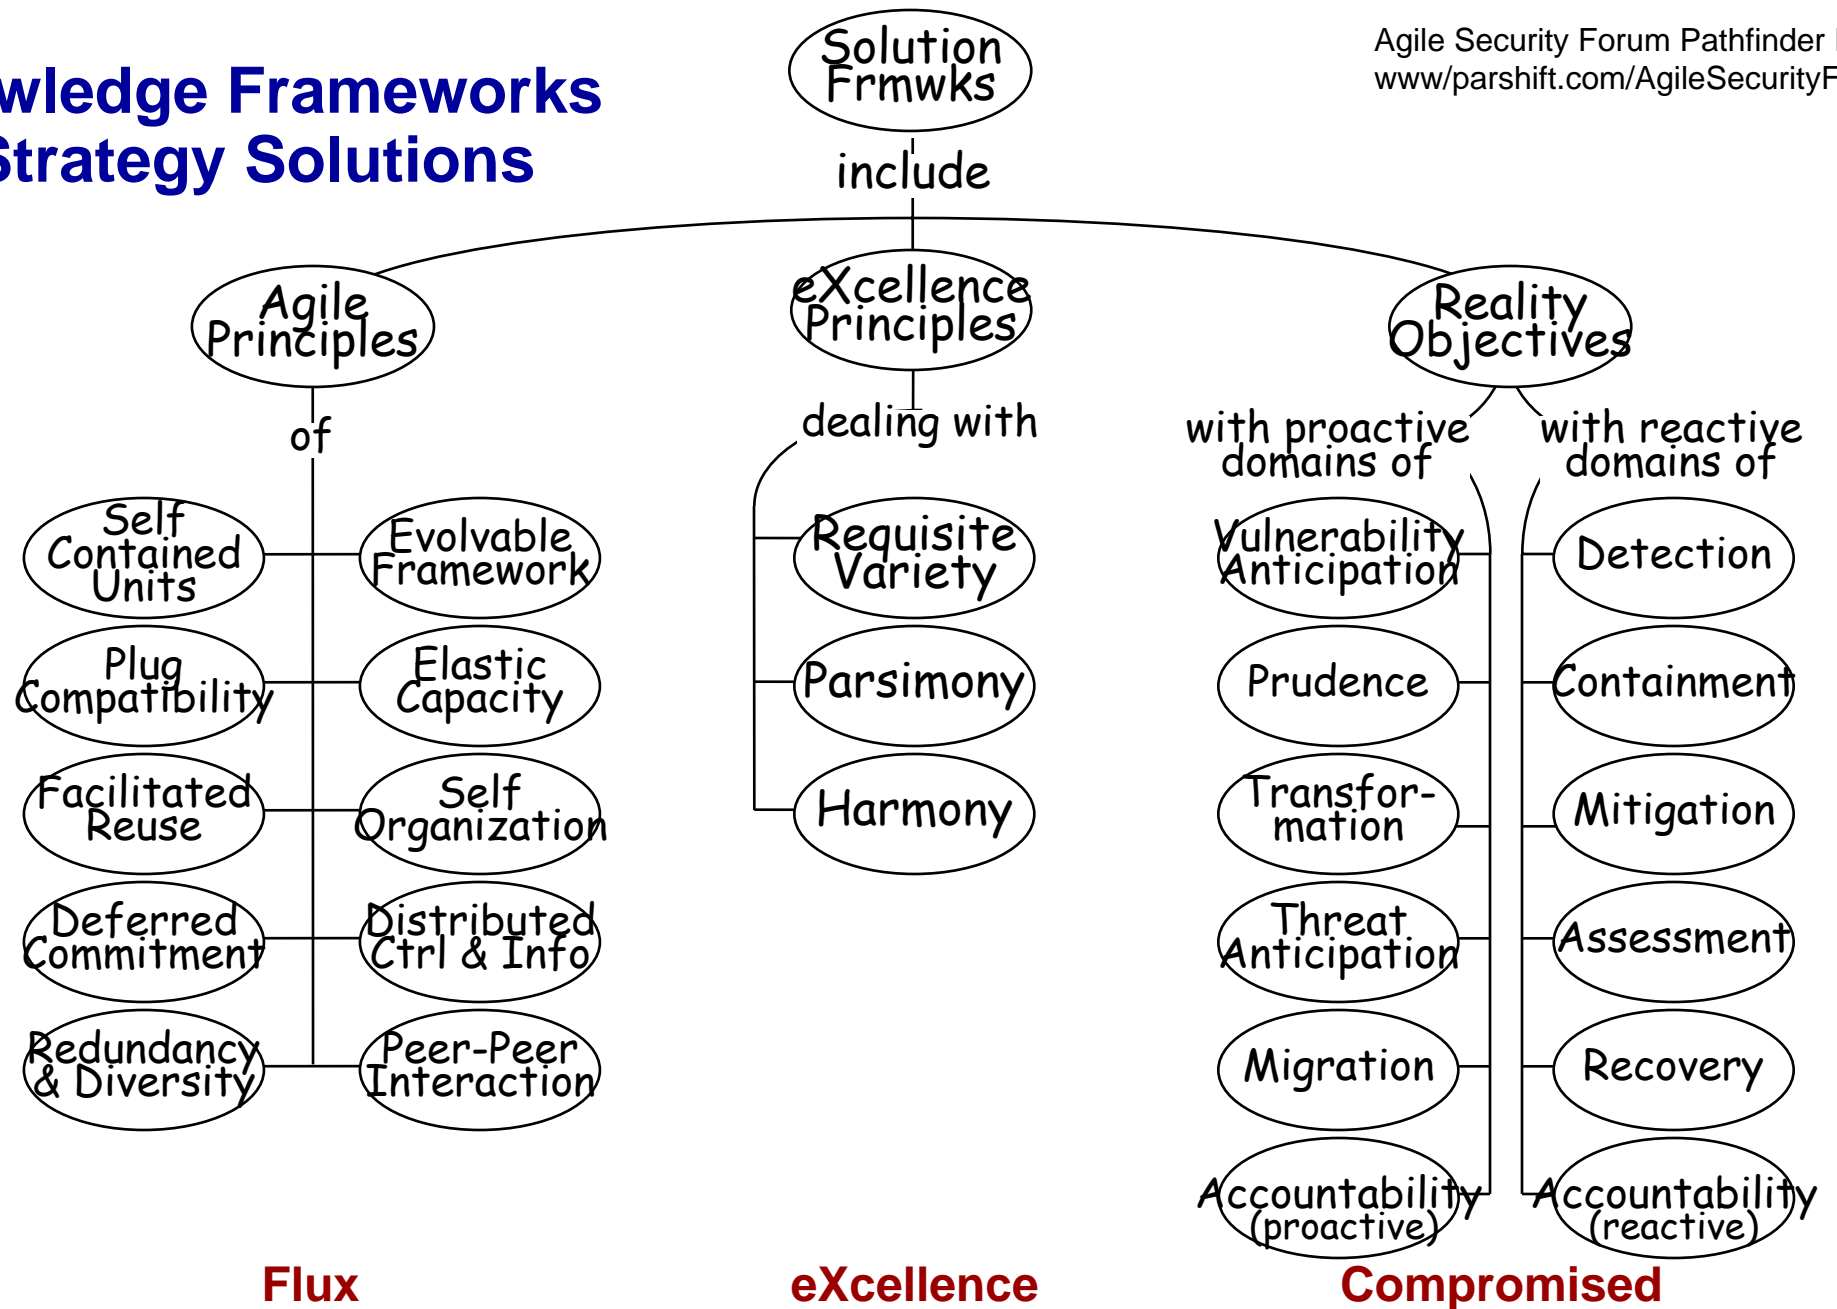 wledge Frameworks
Strategy Solutions
Agile Security Forum Pathfinder
www/parshift.com/AgileSecurityF
Solution
Frmwks
include
Agile
Principles
of
Self
Contained
Units
Evolvable
Framework
Plug
Compatibility
Elastic
Capacity
Facilitated
Reuse
Self
Organization
Deferred
Commitment
Distributed
Ctrl & Info
Redundancy
& Diversity
Peer-Peer
Interaction
Flux
eXcellence
Principles
dealing with
Requisite
Variety
Parsimony
Harmony
eXcellence
Reality
Objectives
with proactive
domains of
Vulnerability
Anticipation
Prudence
Transfor-
mation
Threat
Anticipation
Migration
Accountability
(proactive)
with reactive
domains of
Detection
Containment
Mitigation
Assessment
Recovery
Accountability
(reactive)
Compromised